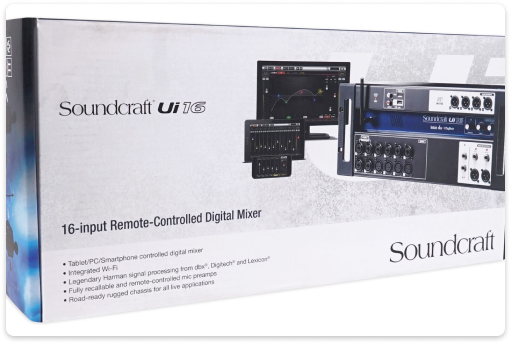 Soundcraft Ui16
16-input Remote-Controlled Digital Mixer
• Tablet/PC/Smartphone controlled digital mixer
• Integrated Wi-Fi
• Legendary Harman signal processing from dbx®, Digitech® and Lexicon®
• Fully recallable and remote-controlled mic preamps
• Road-ready rugged chassis for all live applications
Soundcraft Ui16
Soundcraft